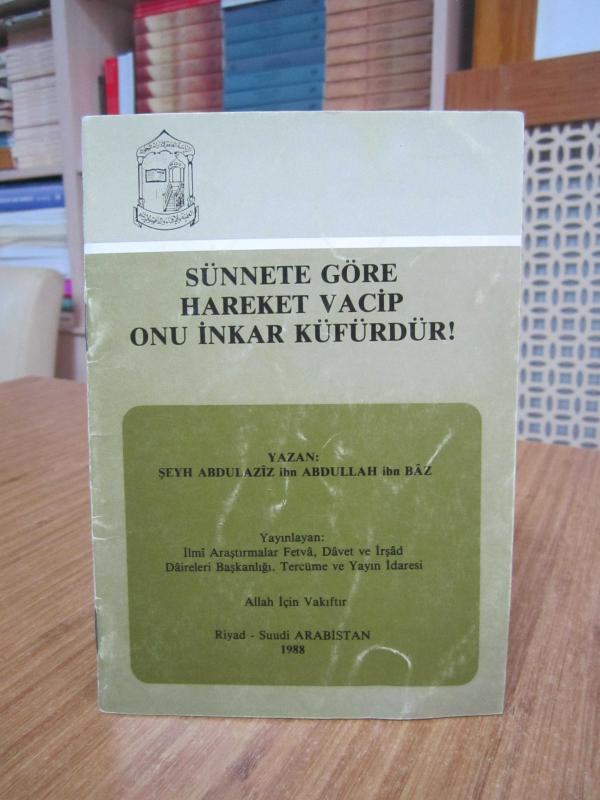 SÜNNETE GÖRE
HAREKET VACİP
ONU İNKAR KÜFÜRDÜR!
YAZAN:
ŞEYH ABDULAZÎZ ibn ABDULLAH ibn BÂZ
Yayınlayan:
İlmî Araştırmalar Fetvâ, Dâvet ve İrşâd
Dâireleri Başkanlığı. Tercüme ve Yayın İdaresi
Allah İçin Vakıftır
Riyad - Suudi ARABİSTAN
1988